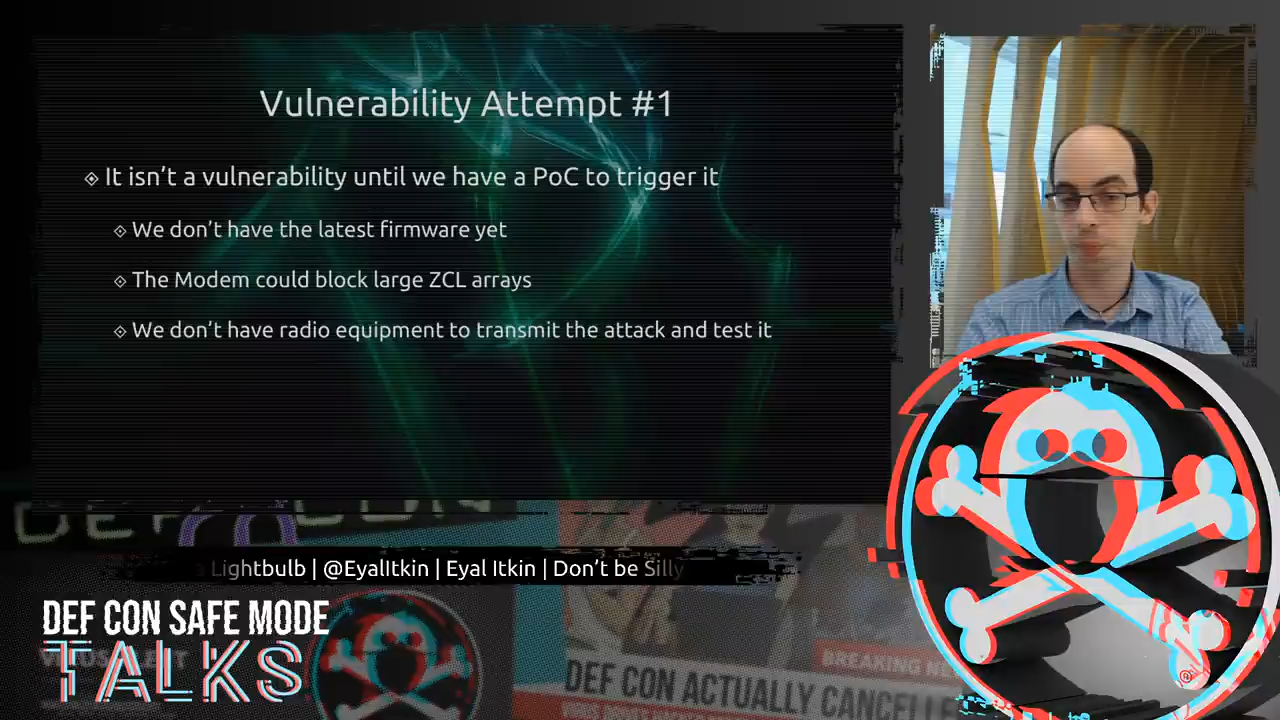 Vulnerability Attempt #1
It isn't a vulnerability until we have a PoC to trigger it
We don't have the latest firmware yet
The Modem could block large ZCL arrays
We don't have radio equipment to transmit the attack and test it
DEF CON
Lightbulb | @EyalItkin | Eyal Itkin | Don't be Silly
DEF CON SAFE MODE
TALKS
BREAKING
DEF CON ACTUALLY